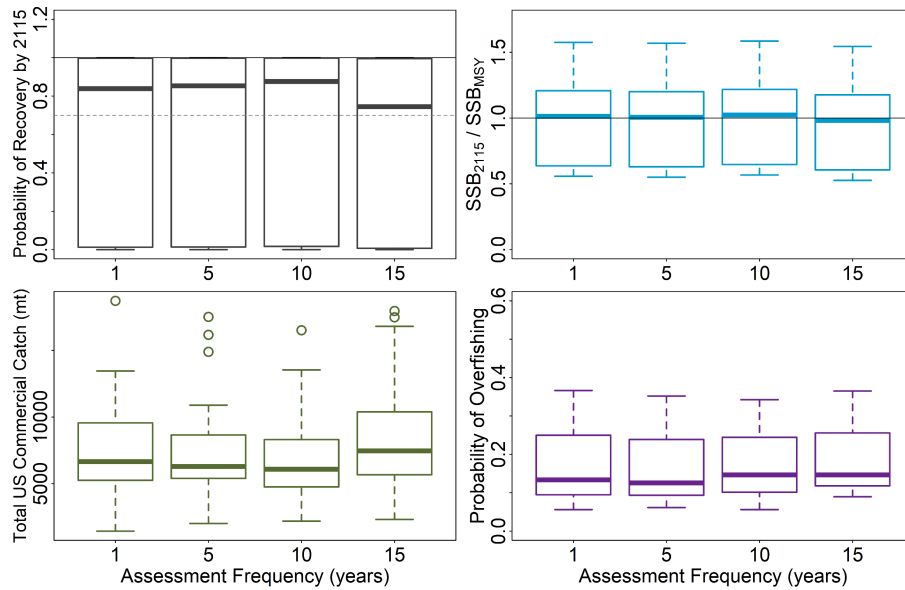 Probability of Recovery by 2115
1.2
0.8
0.4
0.0
1 5 10 15
SSB2115 / SSBMSY
1.5
1.0
0.5
0.0
1 5 10 15
Total US Commercial Catch (mt)
10000
5000
1 5 10 15
Assessment Frequency (years)
Probability of Overfishing
0.6
0.4
0.2
0.0
1 5 10 15
Assessment Frequency (years)